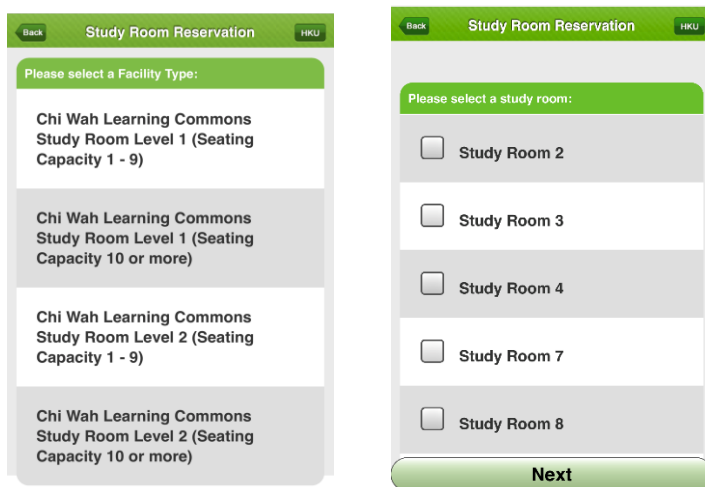 Back
Study Room Reservation
HKU
Please select a Facility Type:
Chi Wah Learning Commons
Study Room Level 1 (Seating
Capacity 1 - 9)
Chi Wah Learning Commons
Study Room Level 1 (Seating
Capacity 10 or more)
Chi Wah Learning Commons
Study Room Level 2 (Seating
Capacity 1 - 9)
Chi Wah Learning Commons
Study Room Level 2 (Seating
Capacity 10 or more)
Back
Study Room Reservation
HKU
Please select a study room:
Study Room 2
Study Room 3
Study Room 4
Study Room 7
Study Room 8
Next